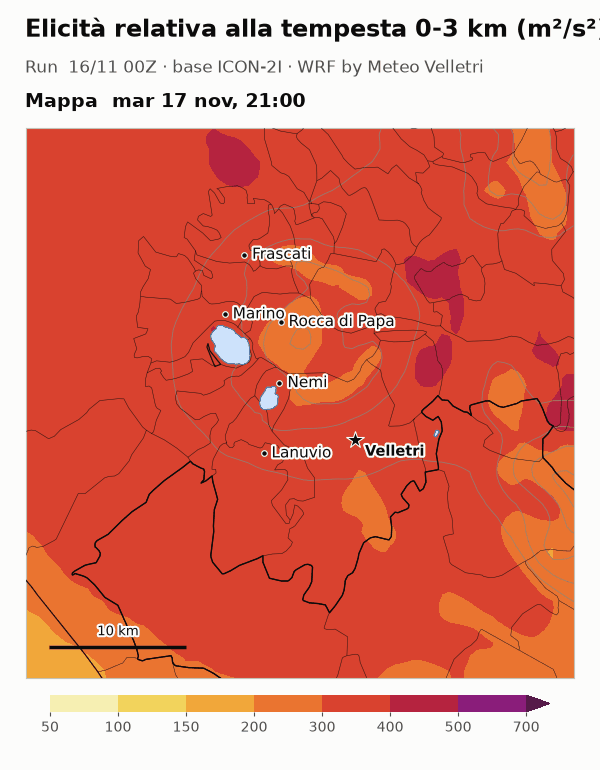 Elicità relativa alla tempesta 0-3 km (m²/s²)
Run  16/11 00Z · base ICON-2I · WRF by Meteo Velletri
Mappa  mar 17 nov, 21:00
Frascati
Marino
Rocca di Papa
Nemi
Velletri
Lanuvio
10 km
50 100 150 200 300 400 500 700